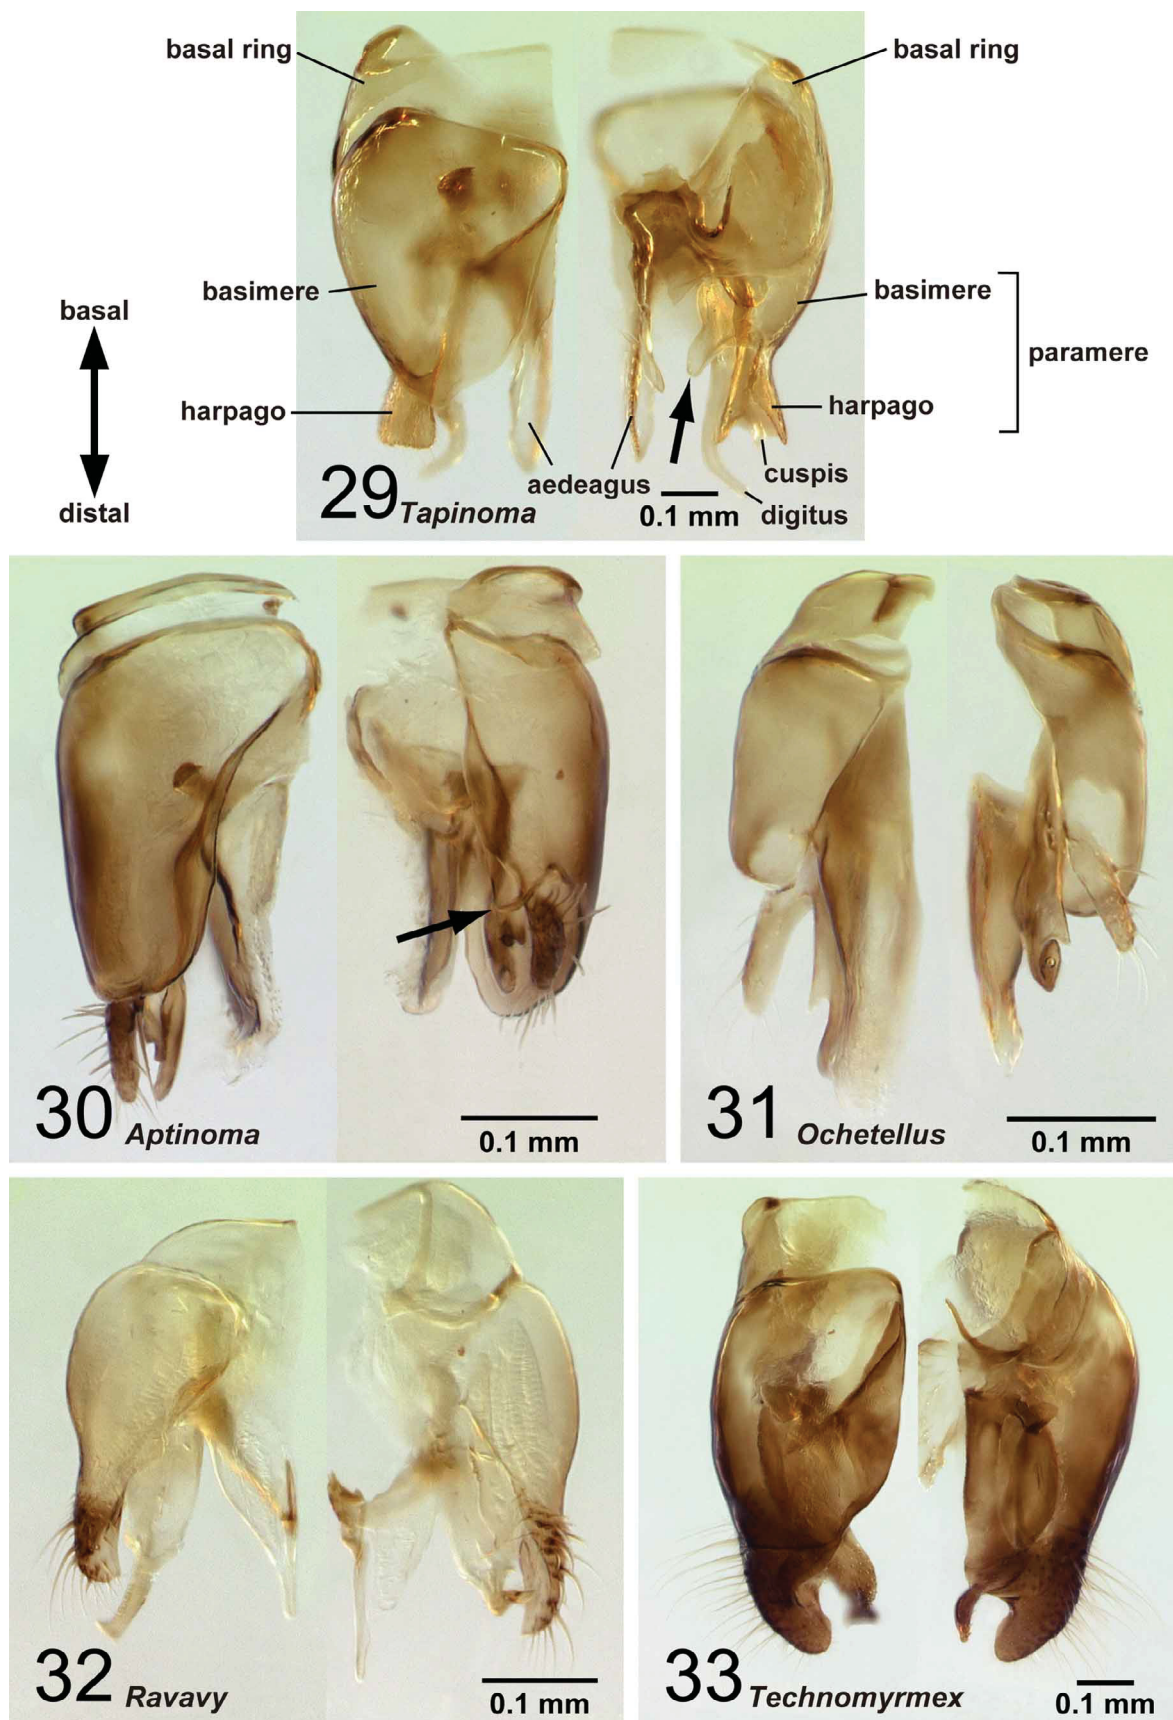 basal ring
basal ring
basimere
basimere
basal
paramere
harpago
harpago
cuspis
aedeagus
distal
29 Tapinoma
0.1 mm
digitus
30 Aptinoma
0.1 mm
31 Ochetellus
0.1 mm
32 Ravavy
0.1 mm
33 Technomyrmex
0.1 mm